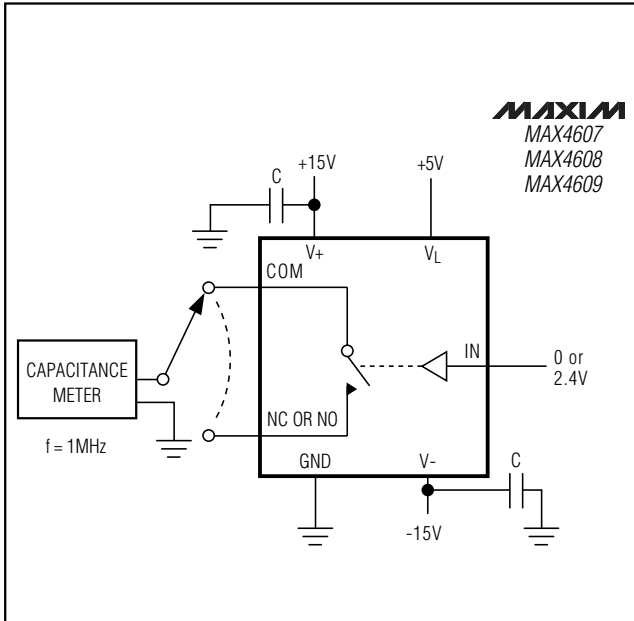 MAXIM
MAX4607
MAX4608
MAX4609
+15V
+5V
C
V+
VL
COM
IN
0 or
2.4V
CAPACITANCE
METER
NC OR NO
f = 1MHz
GND
V-
C
-15V